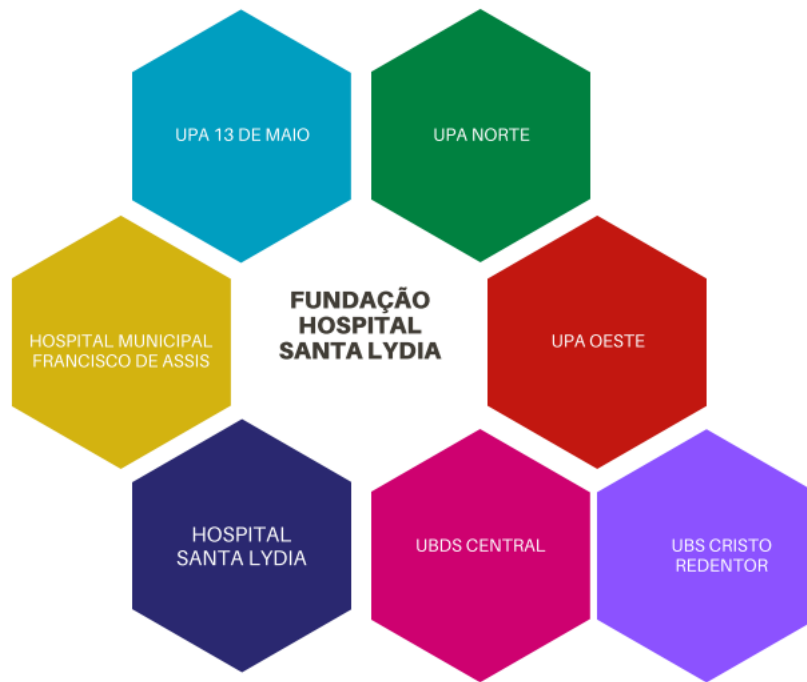 UPA 13 DE MAIO
UPA NORTE
FUNDAÇÃO
HOSPITAL
SANTA LYDIA
HOSPITAL MUNICIPAL
FRANCISCO DE ASSIS
UPA OESTE
HOSPITAL
SANTA LYDIA
UBDS CENTRAL
UBS CRISTO
REDENTOR